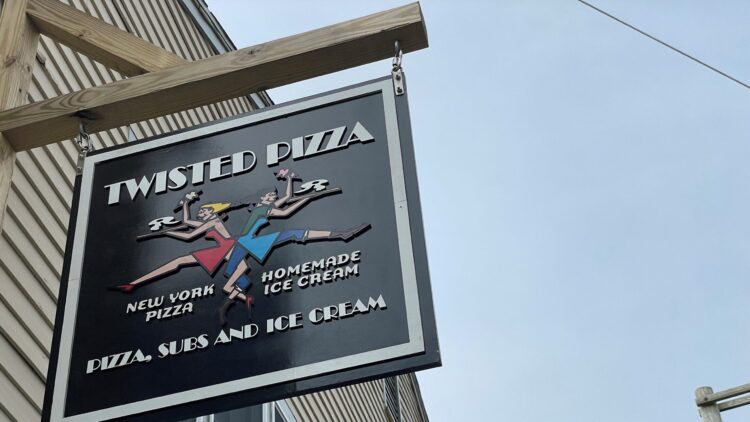 TWISTED PIZZA
NEW YORK
PIZZA
HOMEMADE
ICE CREAM
PIZZA, SUBS AND ICE CREAM